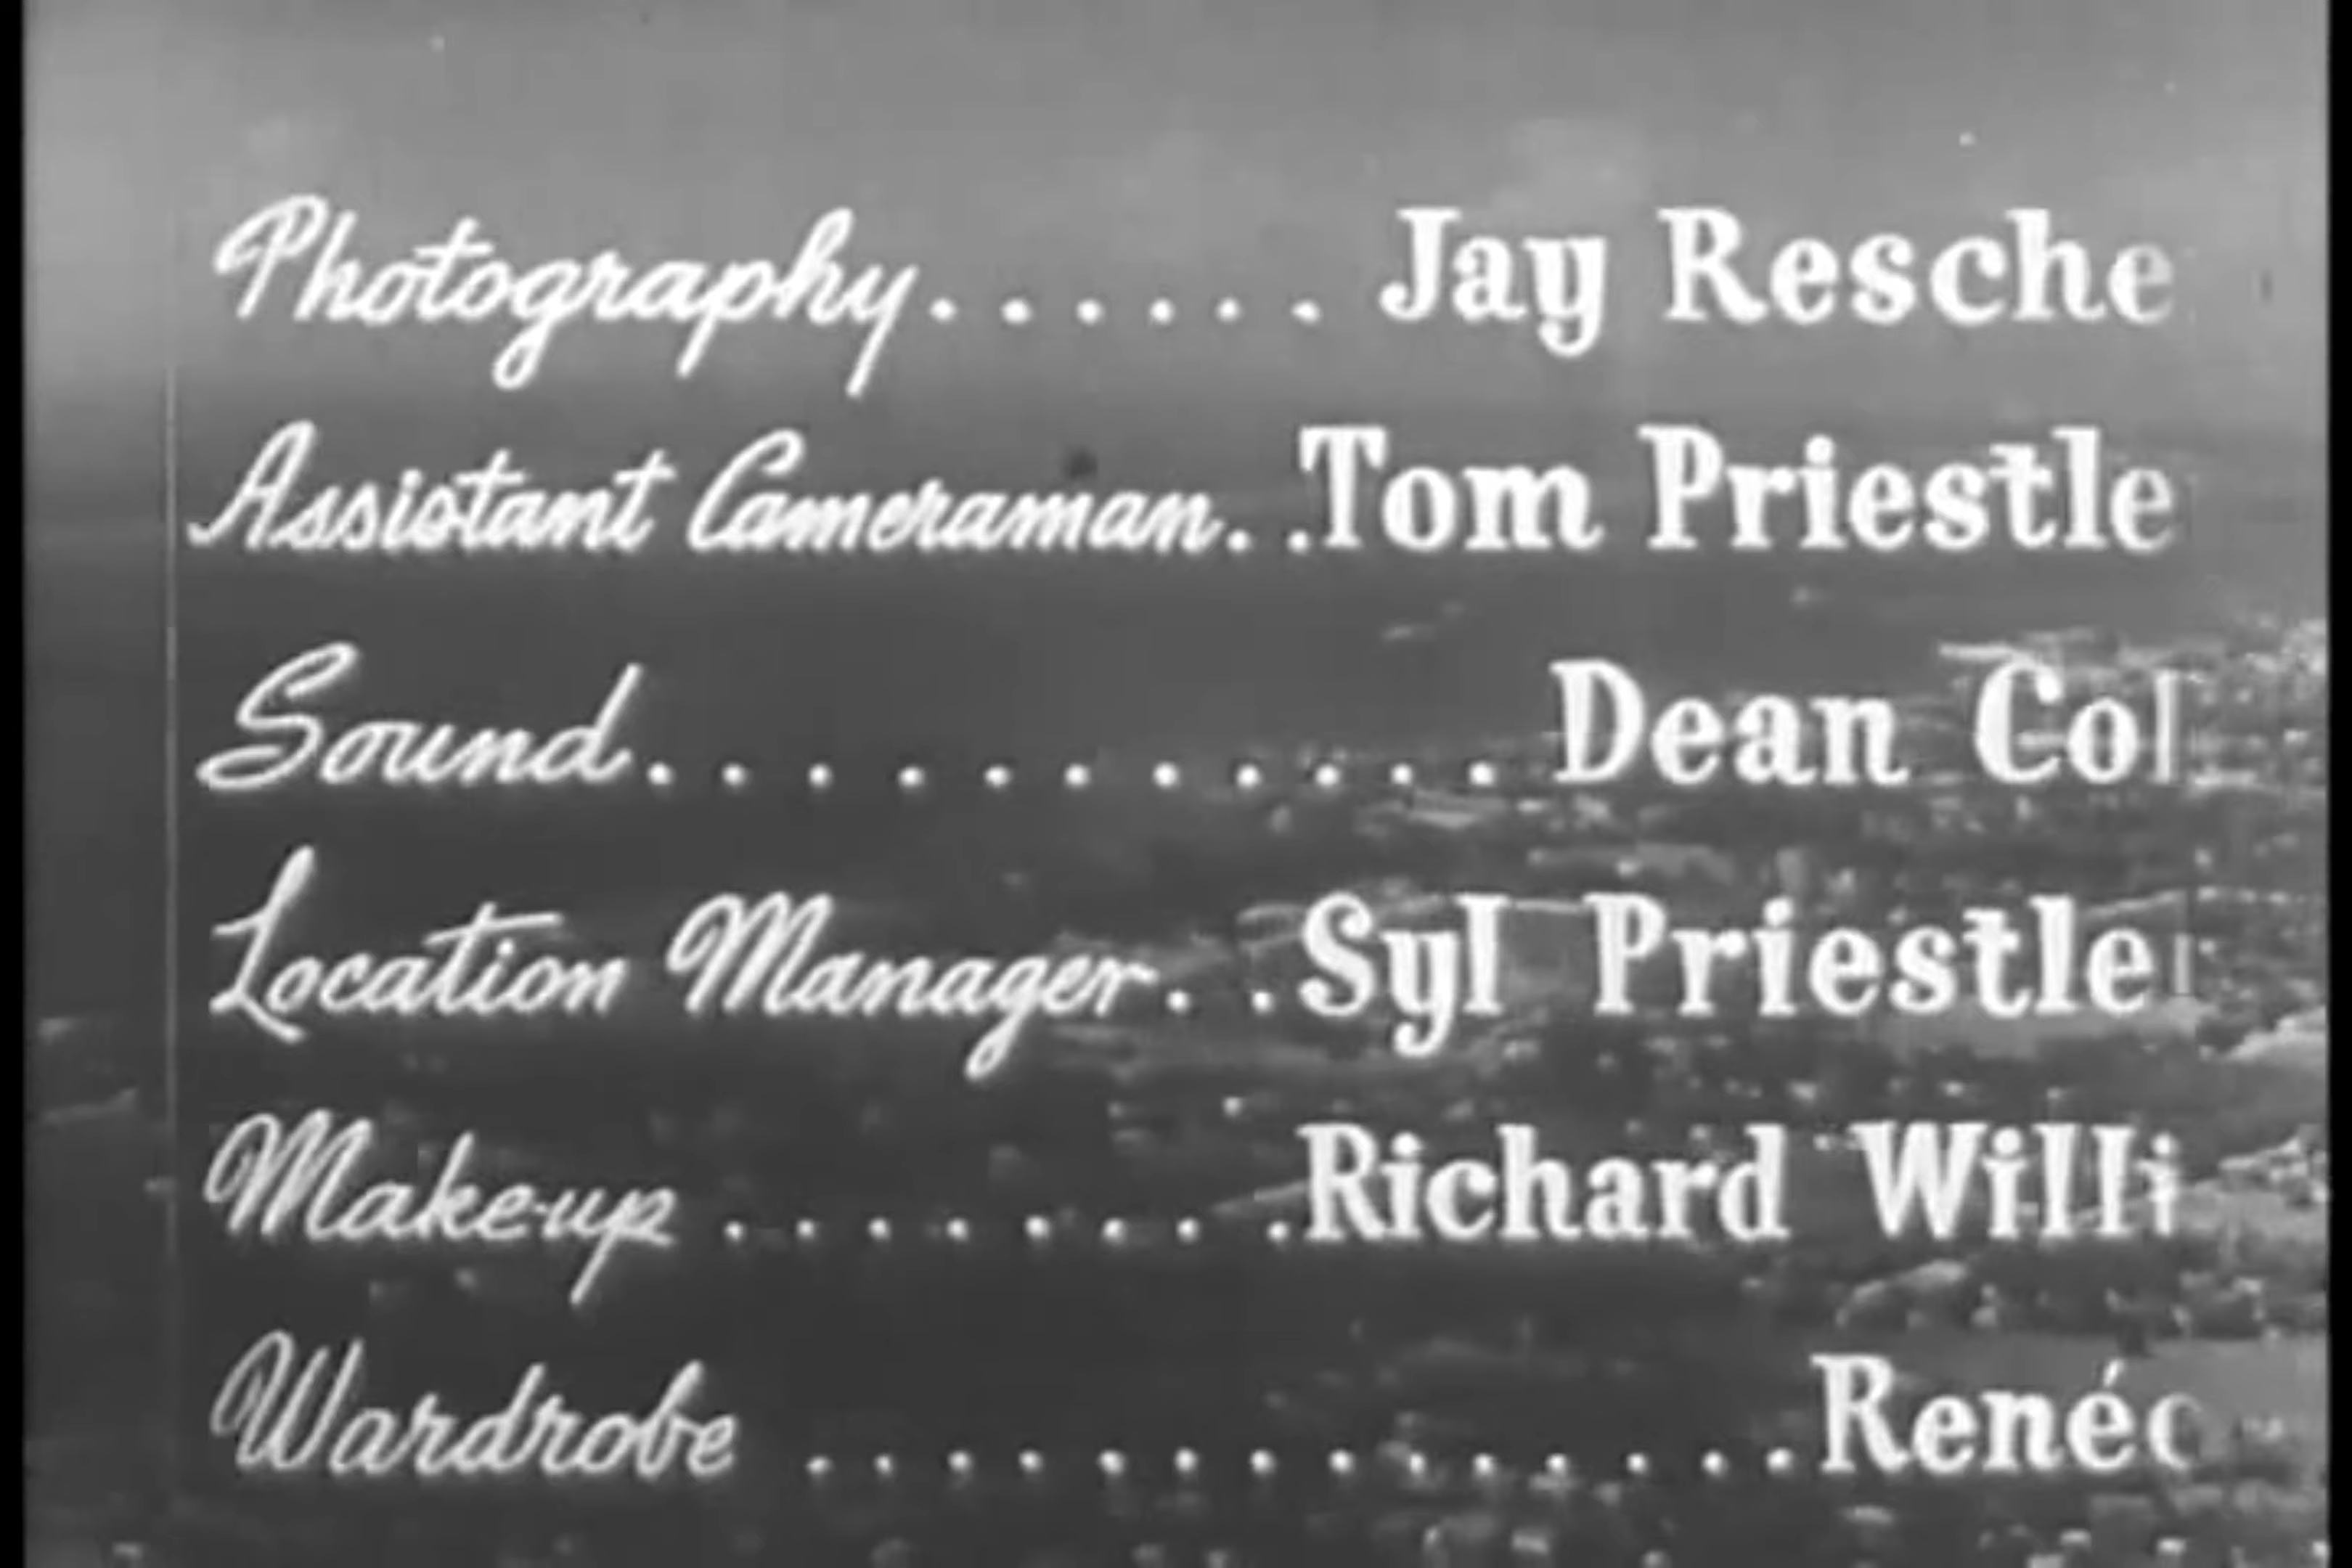 Photography...... Jay Resche
Assistant Cameraman. .Tom Priestle
Sound........... Dean Col
Location Manager. .Syl Priestle
Make-up ........Richard Willi
Wardrobe ..............Renée